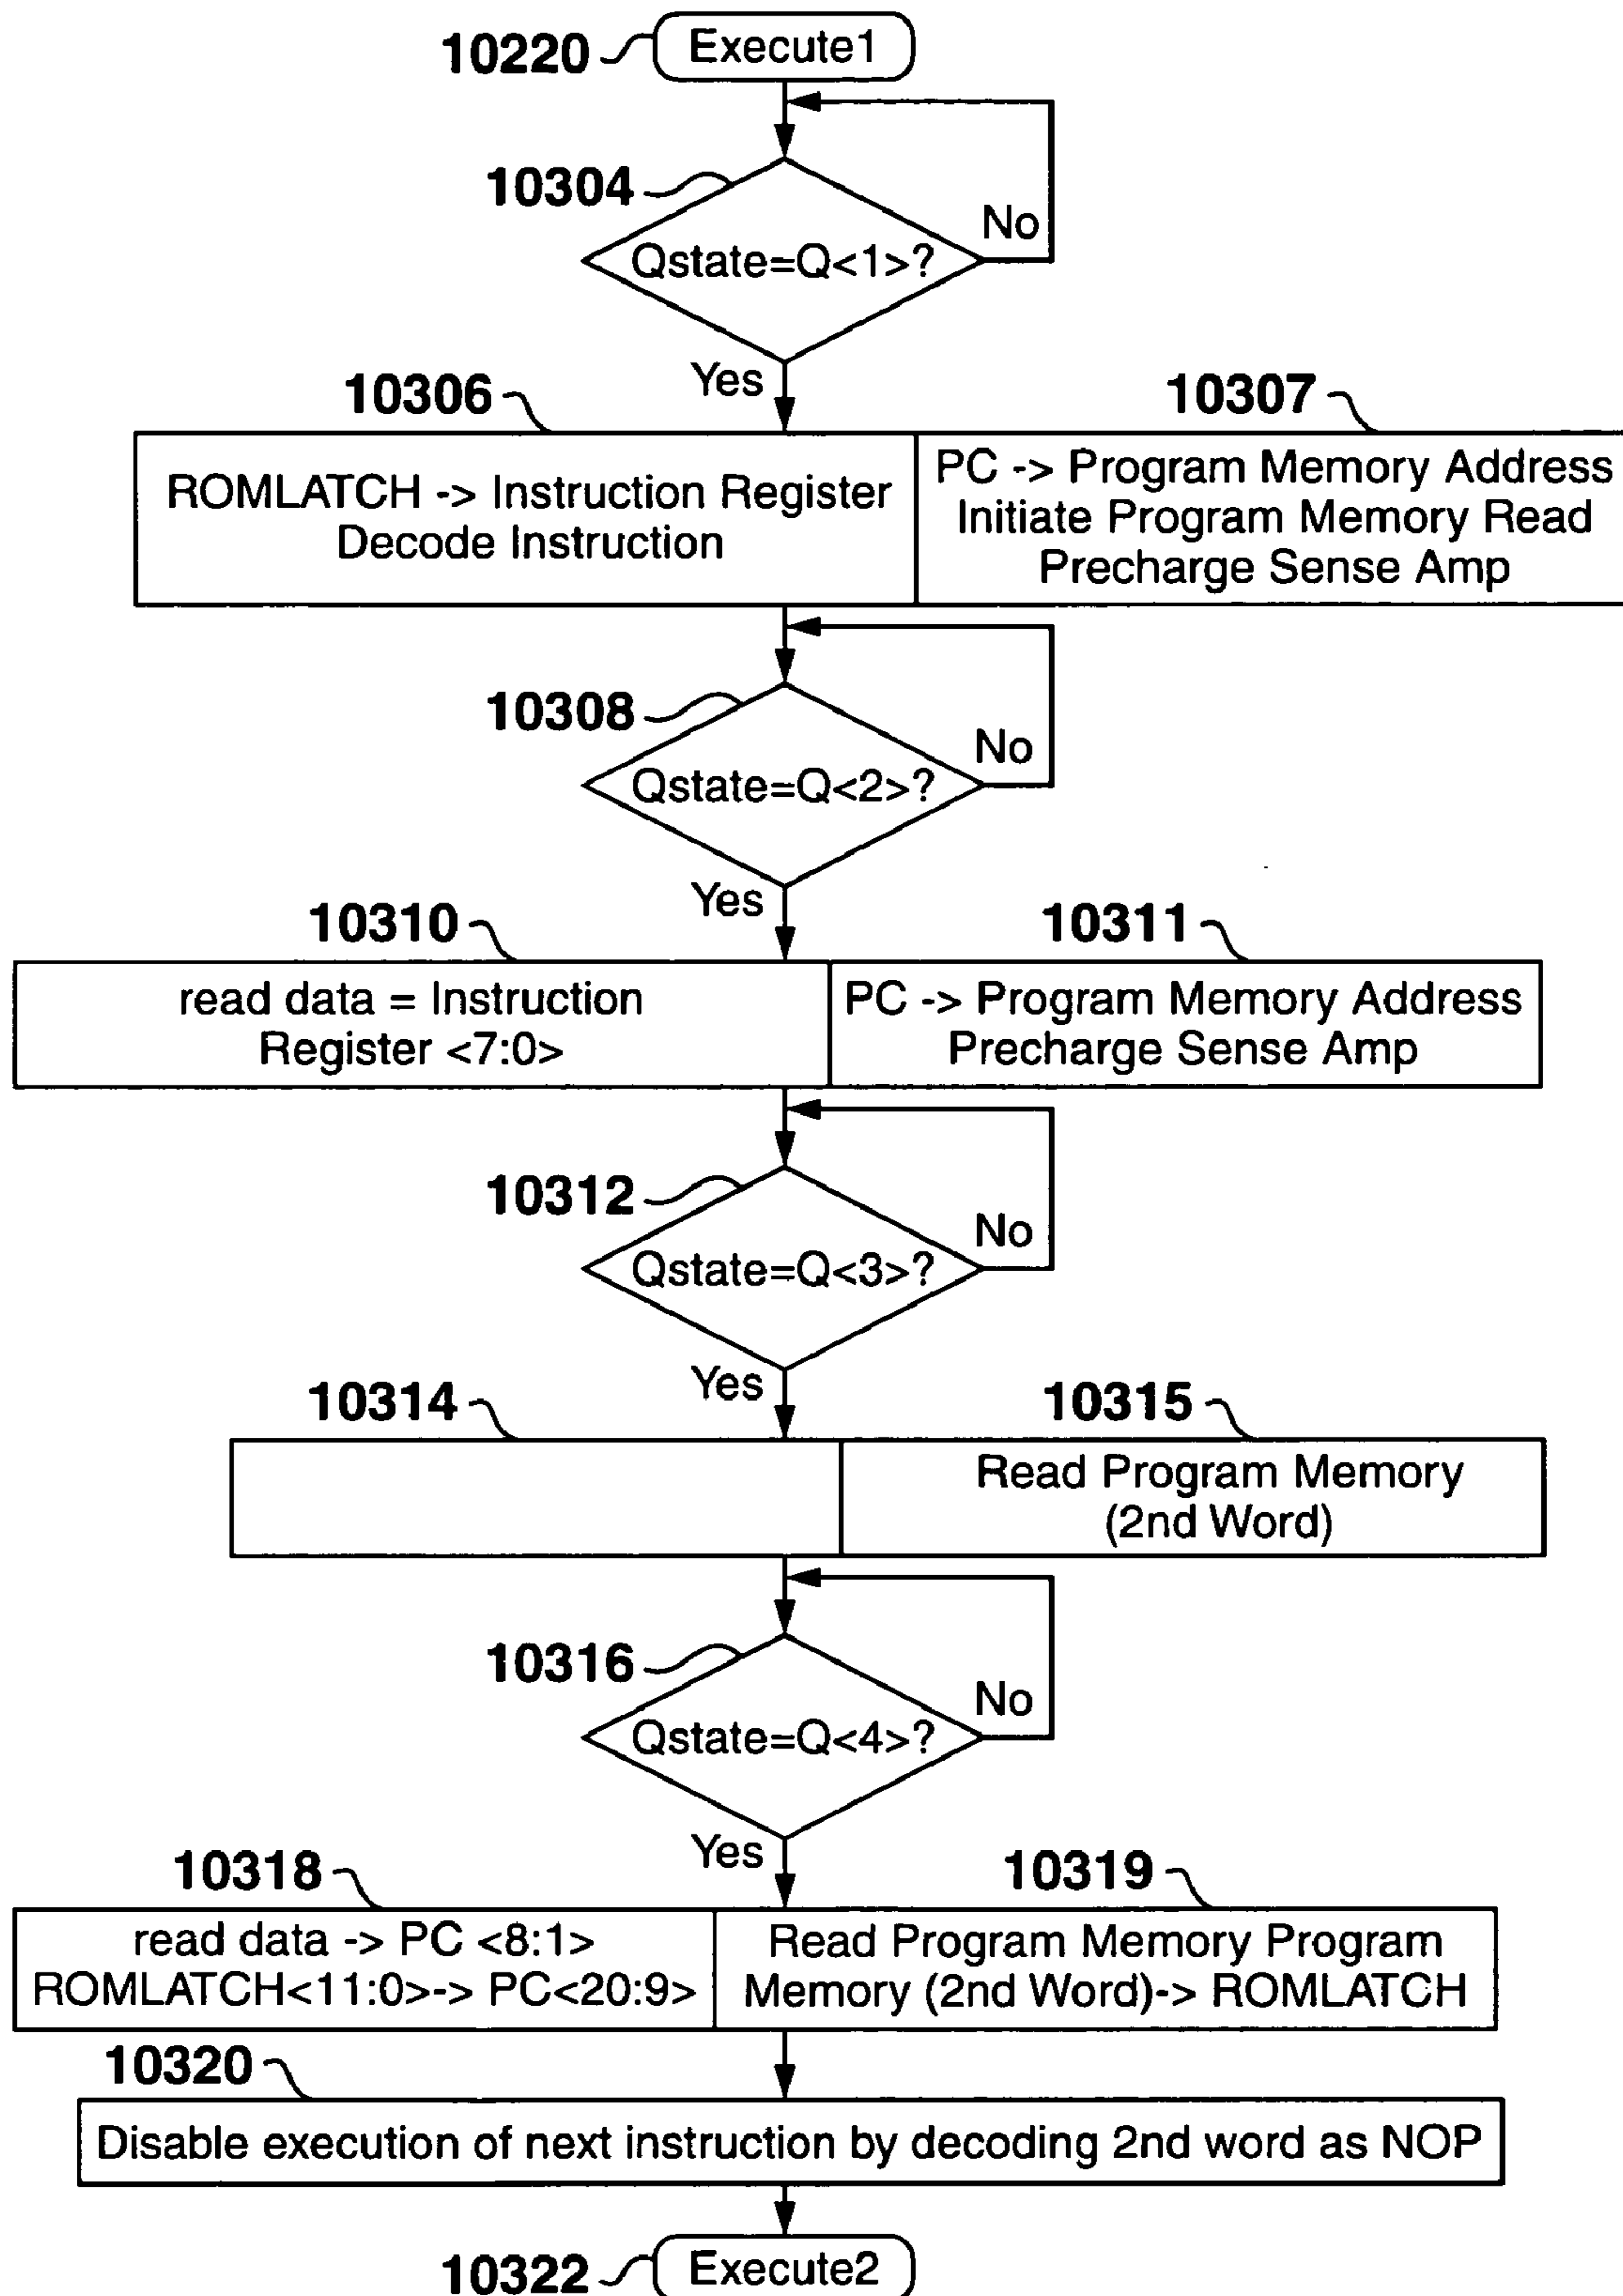 10220
Execute1
10304
No
Qstate=Q<1>?
Yes
10306
10307
ROMLATCH -> Instruction Register
Decode Instruction
PC -> Program Memory Address
Initiate Program Memory Read
Precharge Sense Amp
10308
No
Qstate=Q<2>?
Yes
10310
10311
read data = Instruction
Register <7:0>
PC -> Program Memory Address
Precharge Sense Amp
10312
No
Qstate=Q<3>?
Yes
10314
10315
Read Program Memory
(2nd Word)
10316
No
Qstate=Q<4>?
Yes
10318
10319
read data -> PC <8:1>
ROMLATCH<11:0>-> PC<20:9>
Read Program Memory Program
Memory (2nd Word)-> ROMLATCH
10320
Disable execution of next instruction by decoding 2nd word as NOP
10322
Execute2